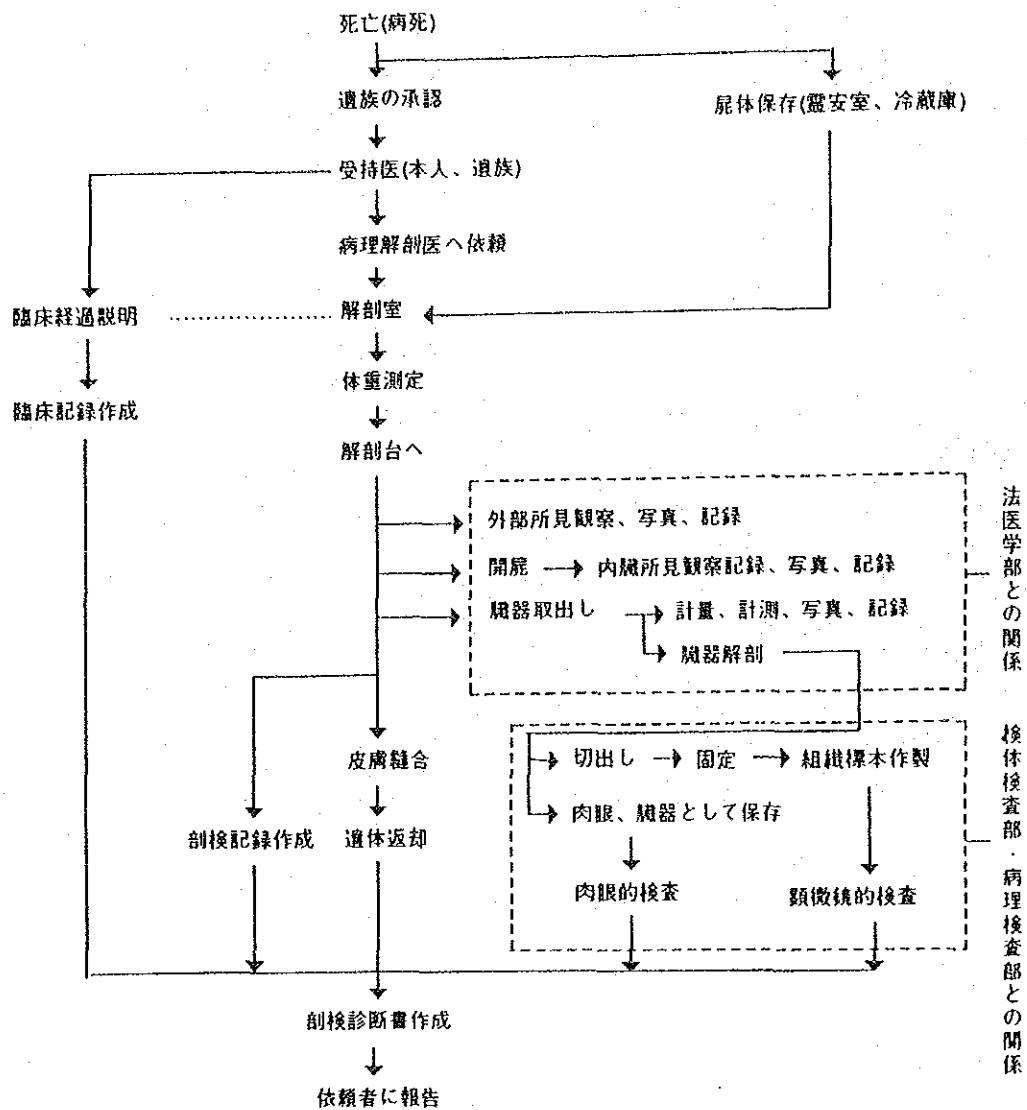 死亡(病死)
遺族の承認
屍体保存(霊安室、冷蔵庫)
受持医(本人、遺族)
病理解剖医へ依頼
臨床経過説明
解剖室
体重測定
臨床記録作成
解剖台へ
外部所見観察、写真、記録
開屍
内臓所見観察記録、写真、記録
臓器取出し
計量、計測、写真、記録
臓器解剖
法医学部との関係
皮膚縫合
切出し
固定
組織標本作製
肉眼、臓器として保存
剖検記録作成
遺体返却
肉眼的検査
顕微鏡的検査
検体検査部・病理検査部との関係
剖検診断書作成
依頼者に報告